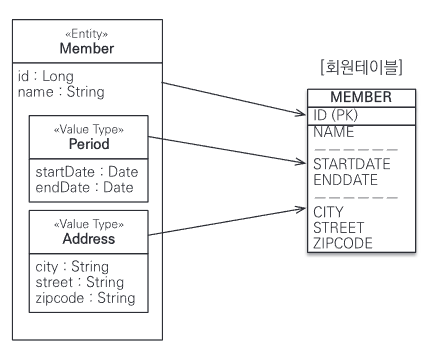 «Entity»
Member
id : Long
name : String
«Value Type»
Period
startDate : Date
endDate : Date
«Value Type»
Address
city : String
street : String
zipcode : String
[회원테이블]
MEMBER
ID (PK)
NAME
STARTDATE
ENDDATE
CITY
STREET
ZIPCODE